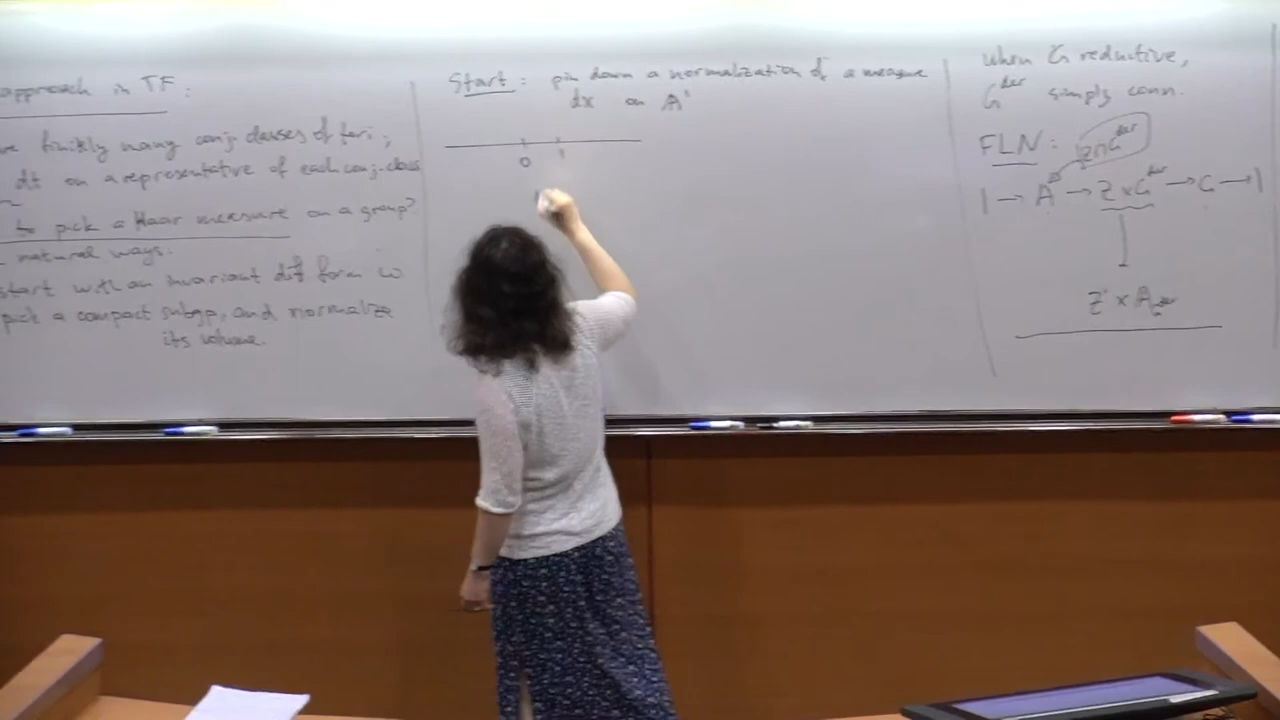 approach in TF:
finitely many conj. classes of tori;
dt on a representative of each conj. class
to pick a Haar measure on a group?
natural ways.
start with an invariant dif form ω
pick a compact subgp, and normalize
its volume.
Start: pin down a normalization of a measure
dx on A¹
0 1
when G reductive,
G^der simply conn.
FLN: Z∩G^der
1 → A → Z × G^der → G → 1